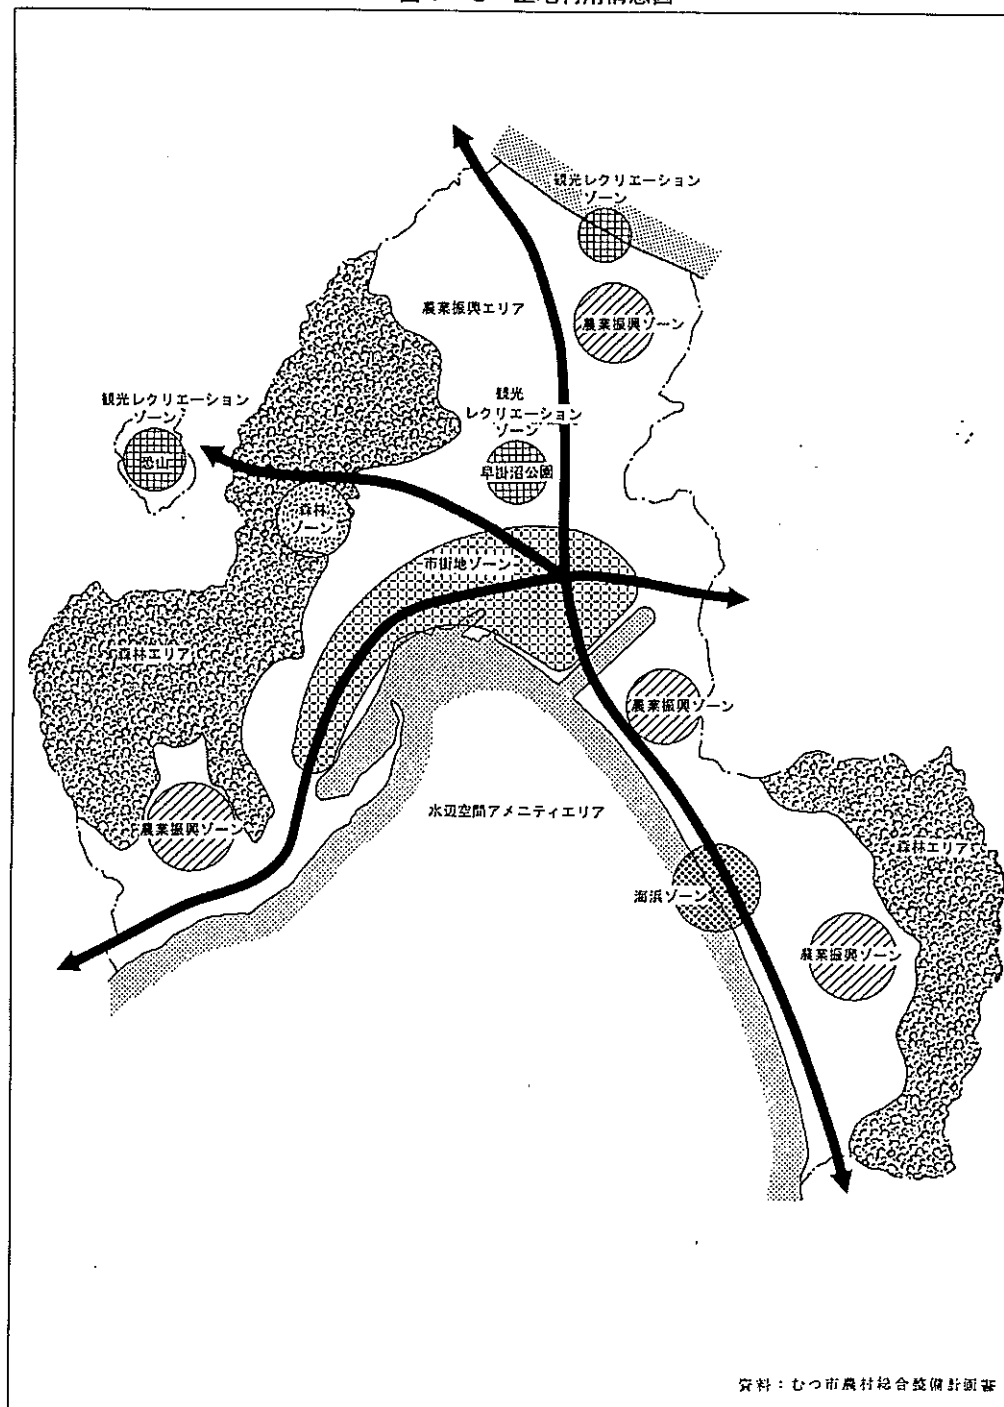 観光レクリエーション
ゾーン
農業振興エリア
農業振興ゾーン
観光レクリエーション
ゾーン
恐山
観光
レクリエーション
ゾーン
早掛沼公園
森林
ゾーン
市街地ゾーン
森林エリア
農業振興ゾーン
農業振興ゾーン
水辺空間アメニティエリア
海浜ゾーン
森林エリア
農業振興ゾーン
資料：むつ市農村総合整備計画書